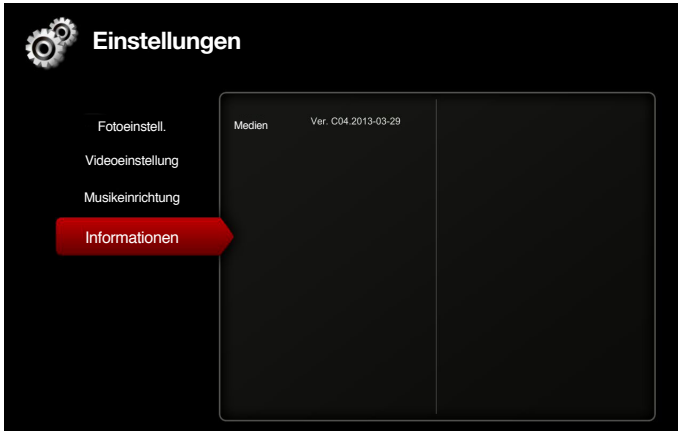 Einstellungen
Fotoeinstell.
Videoeinstellung
Musikeinrichtung
Informationen
Medien Ver. C04.2013-03-29